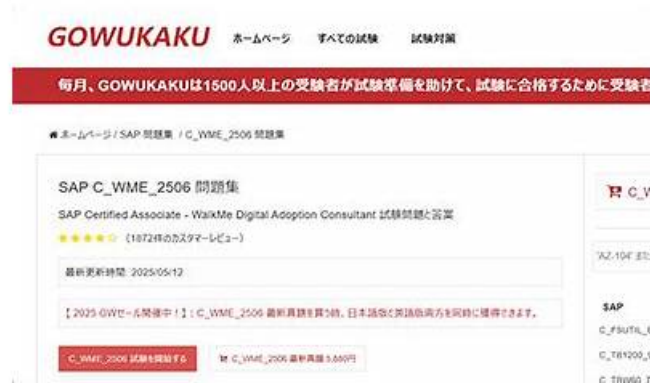 GOWUKAKU ホームページ すべての試験 試験対策
毎月、GOWUKAKUは1500人以上の受験者が試験準備を助けて、試験に合格するために受験者
ホームページ / SAP 問題集 / C_WME_2506 問題集
SAP C_WME_2506 問題集
C_W
SAP Certified Associate - WalkMe Digital Adoption Consultant 試験問題と答案
(1872件のカスタマーレビュー)
最新更新時間: 2025/05/12
【 2025 GWセール開催中！】: C_WME_2506 最新真題を買う時、日本語版と英語版両方を同時に獲得できます。
SAP
C_WME_2506 試験を開始する
C_WME_2506 最新真題 5,880円